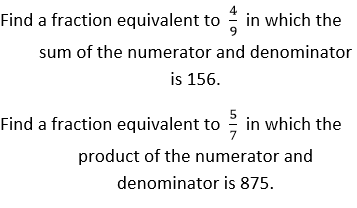 Find a fraction equivalent to 4/9 in which the
sum of the numerator and denominator
is 156.
Find a fraction equivalent to 5/7 in which the
product of the numerator and
denominator is 875.